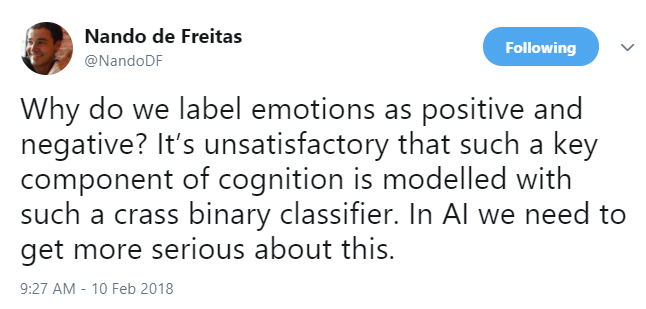 Nando de Freitas
@NandoDF
Following
Why do we label emotions as positive and
negative? It's unsatisfactory that such a key
component of cognition is modelled with
such a crass binary classifier. In AI we need to
get more serious about this.
9:27 AM - 10 Feb 2018